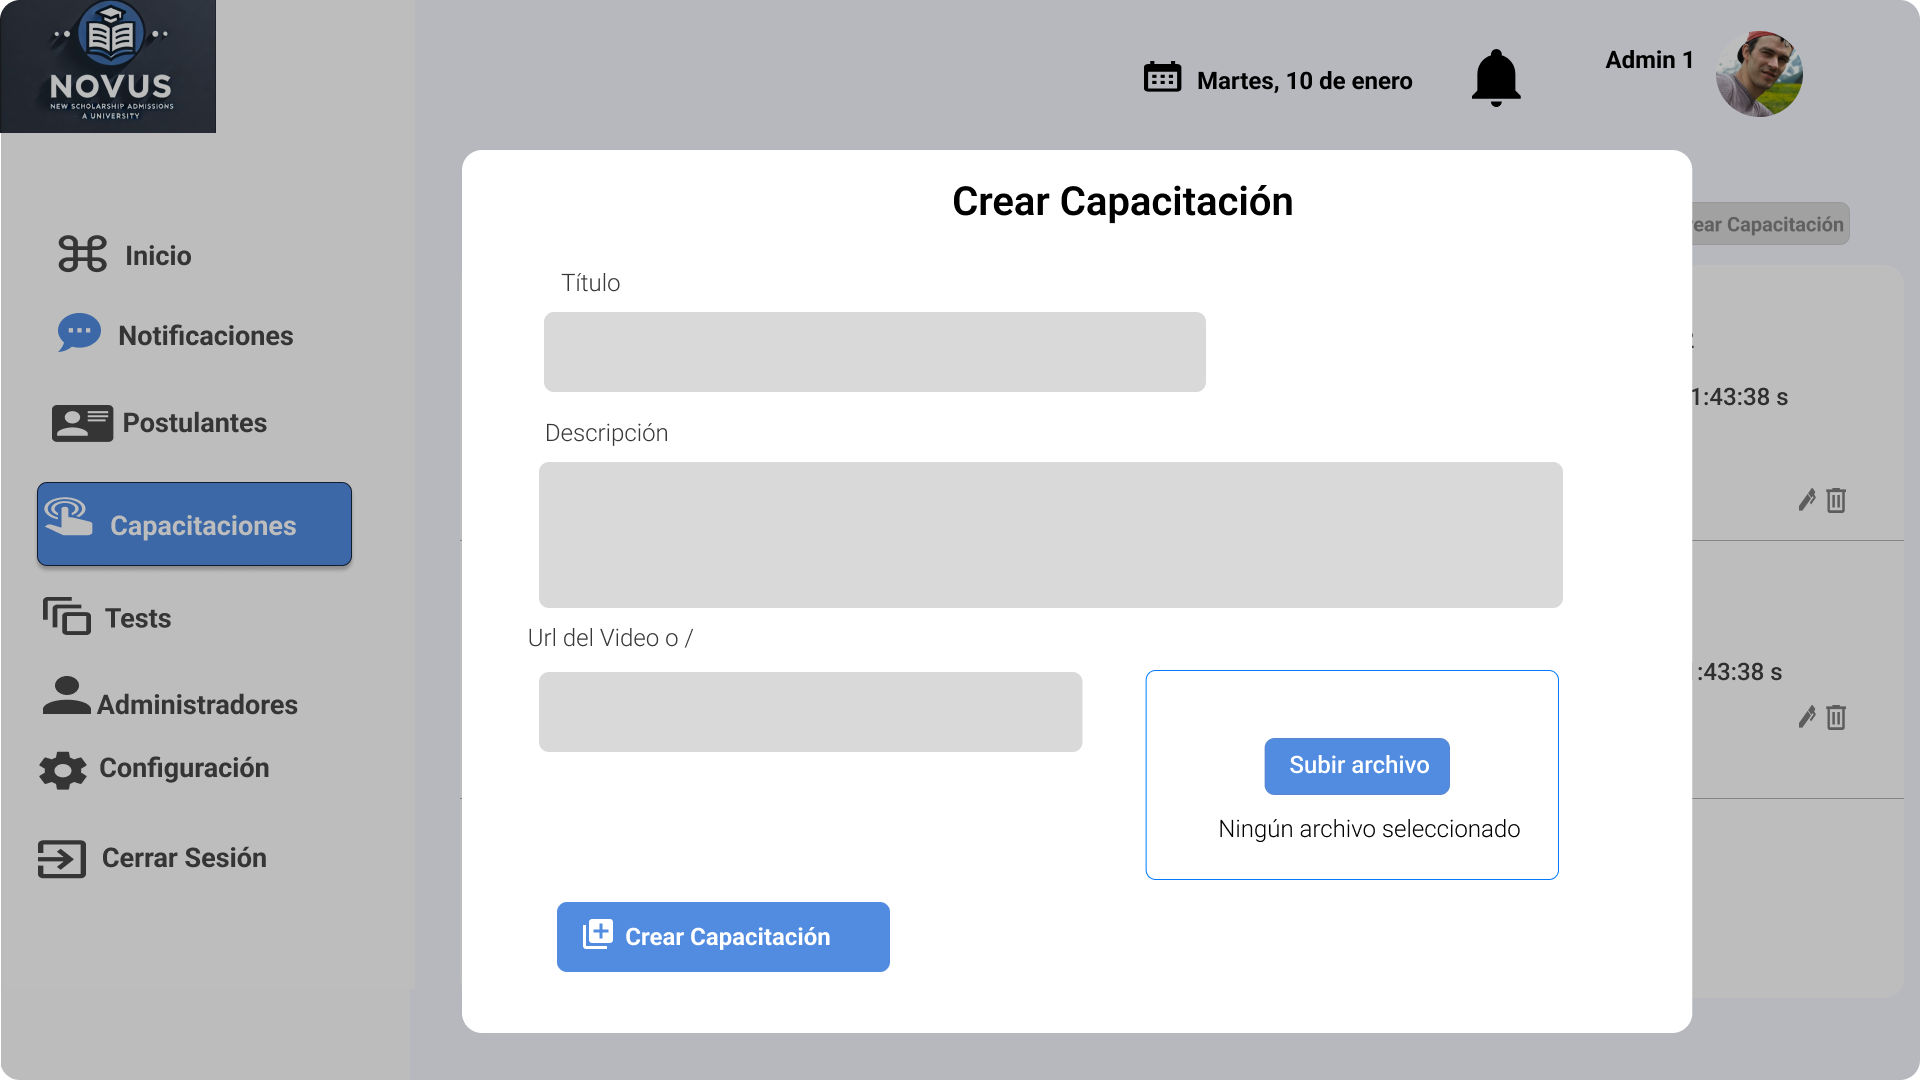 NOVUS
NEW SCHOLARSHIP ADMISSIONS
A UNIVERSITY
Martes, 10 de enero
Admin 1
Inicio
Notificaciones
Postulantes
Capacitaciones
Tests
Administradores
Configuración
Cerrar Sesión
Crear Capacitación
Título
Descripción
Url del Video o /
Subir archivo
Ningún archivo seleccionado
Crear Capacitación
rear Capacitación
1:43:38 s
:43:38 s